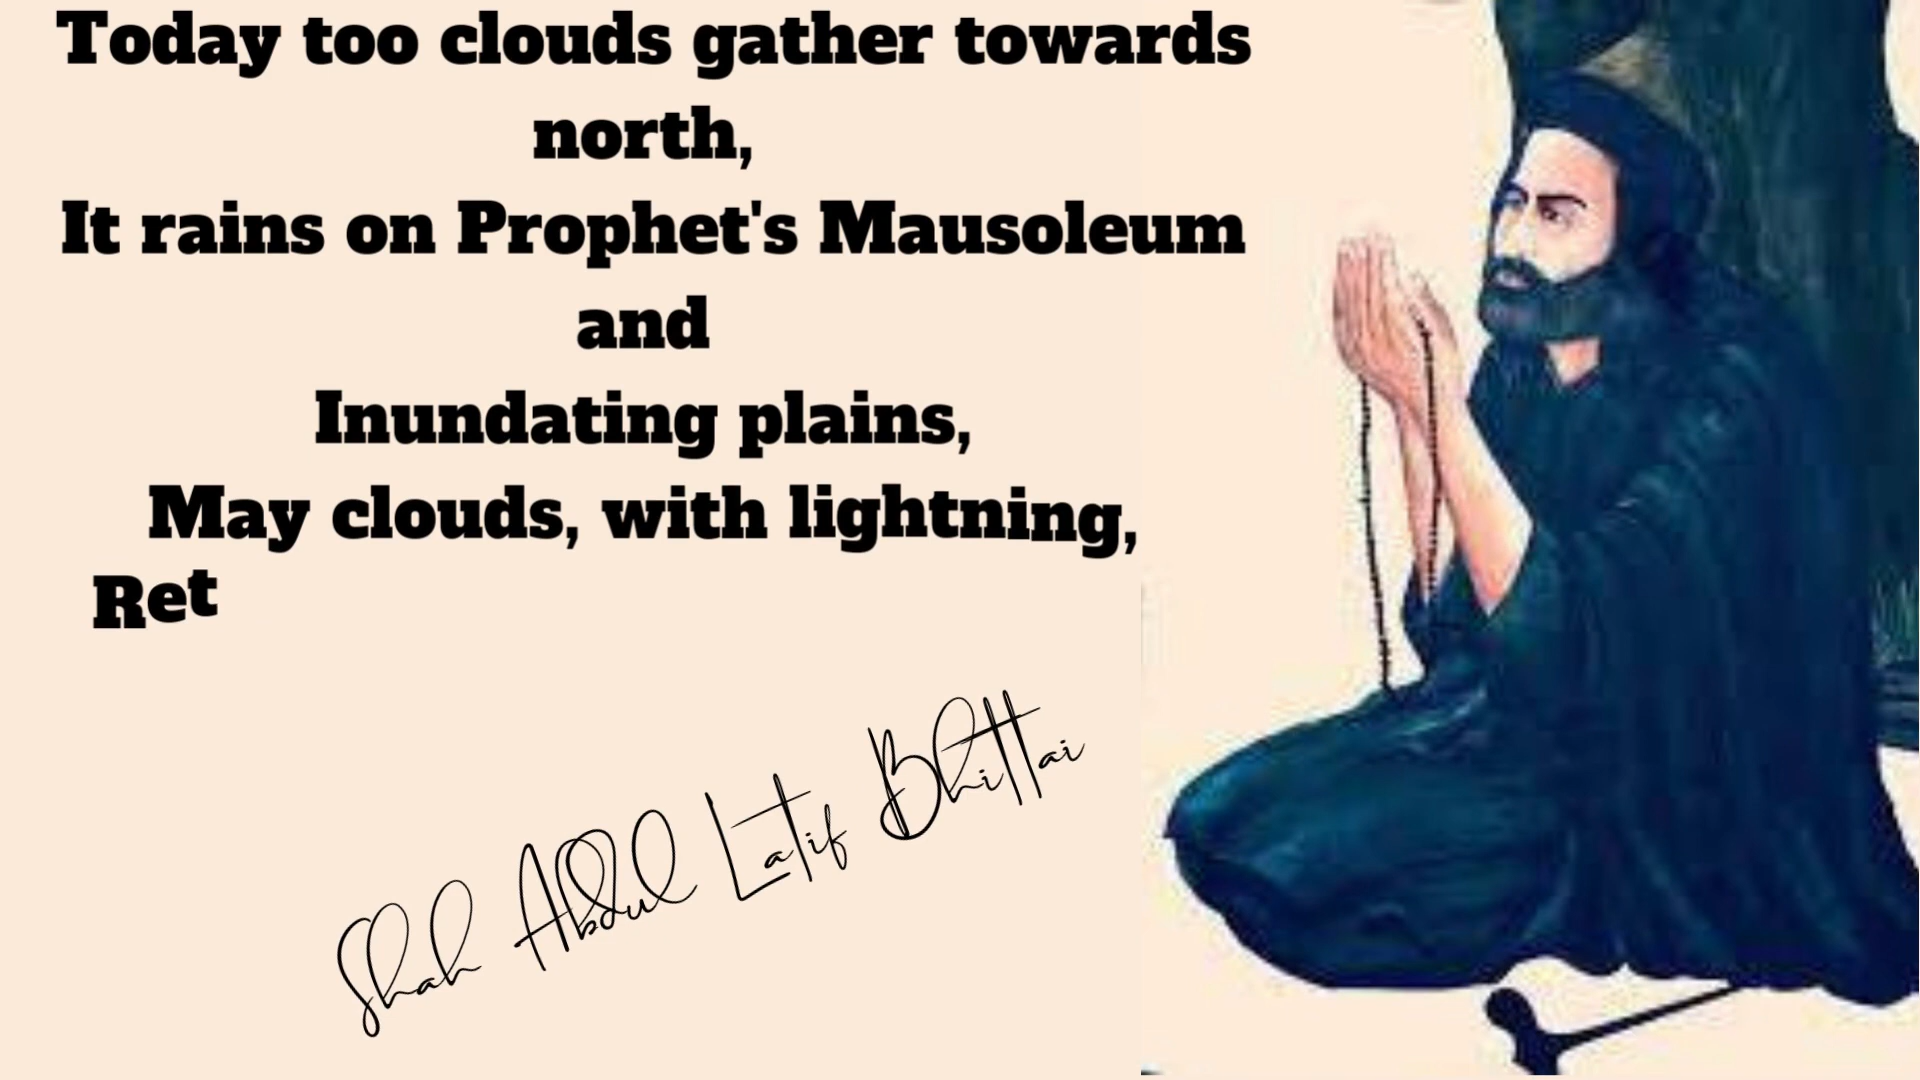 Today too clouds gather towards
north,
It rains on Prophet's Mausoleum
and
Inundating plains,
May clouds, with lightning,
Ret
Shah Abdul Latif Bhittai